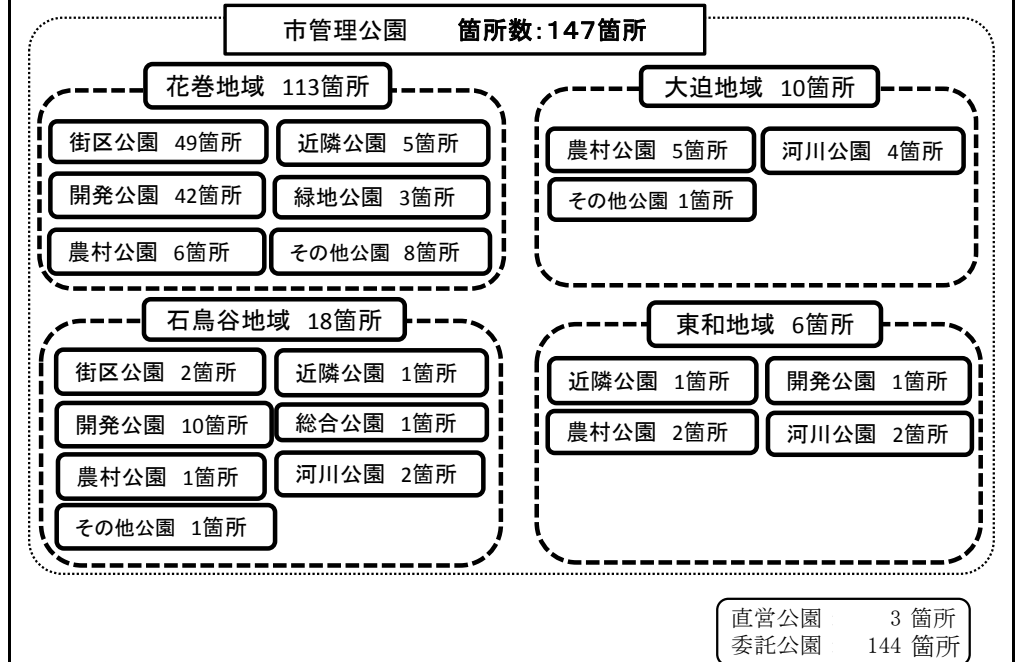 市管理公園 箇所数:147箇所
花巻地域 113箇所
街区公園 49箇所
近隣公園 5箇所
開発公園 42箇所
緑地公園 3箇所
農村公園 6箇所
その他公園 8箇所
大迫地域 10箇所
農村公園 5箇所
河川公園 4箇所
その他公園 1箇所
石鳥谷地域 18箇所
街区公園 2箇所
近隣公園 1箇所
開発公園 10箇所
総合公園 1箇所
農村公園 1箇所
河川公園 2箇所
その他公園 1箇所
東和地域 6箇所
近隣公園 1箇所
開発公園 1箇所
農村公園 2箇所
河川公園 2箇所
直営公園: 3 箇所
委託公園: 144 箇所